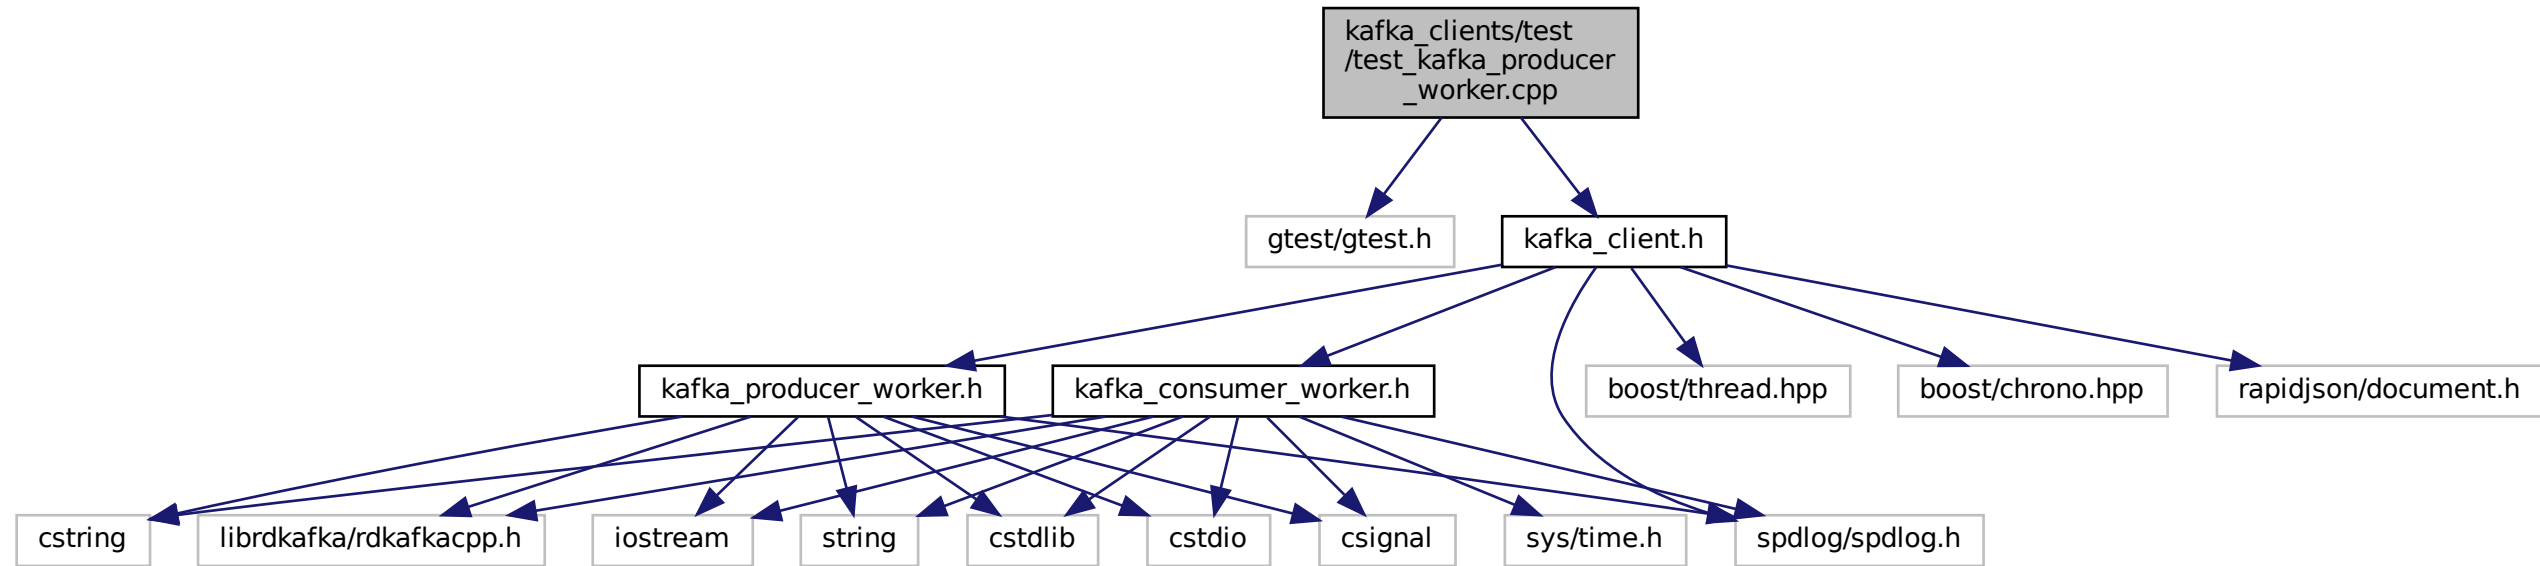 kafka_clients/test
/test_kafka_producer
_worker.cpp
gtest/gtest.h
kafka_client.h
kafka_producer_worker.h
kafka_consumer_worker.h
boost/thread.hpp
boost/chrono.hpp
rapidjson/document.h
cstring
librdkafka/rdkafkacpp.h
iostream
string
cstdlib
cstdio
csignal
sys/time.h
spdlog/spdlog.h